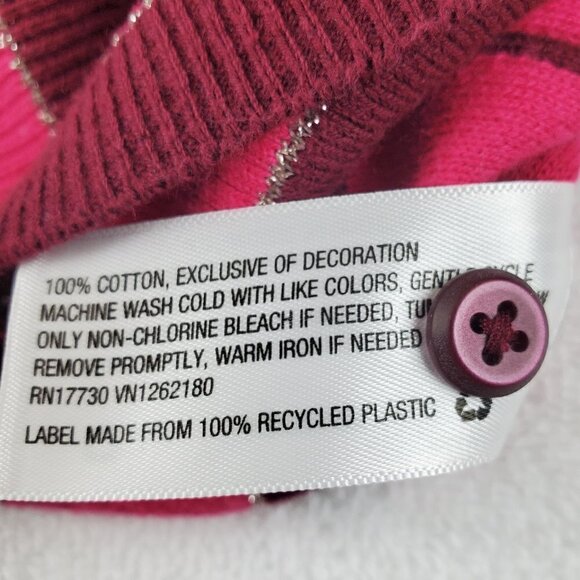 100% COTTON, EXCLUSIVE OF DECORATION
MACHINE WASH COLD WITH LIKE COLORS,
ONLY NON-CHLORINE BLEACH IF NEEDED,
REMOVE PROMPTLY, WARM IRON IF NEEDED
RN17730 VN1262180
LABEL MADE FROM 100% RECYCLED PLASTIC